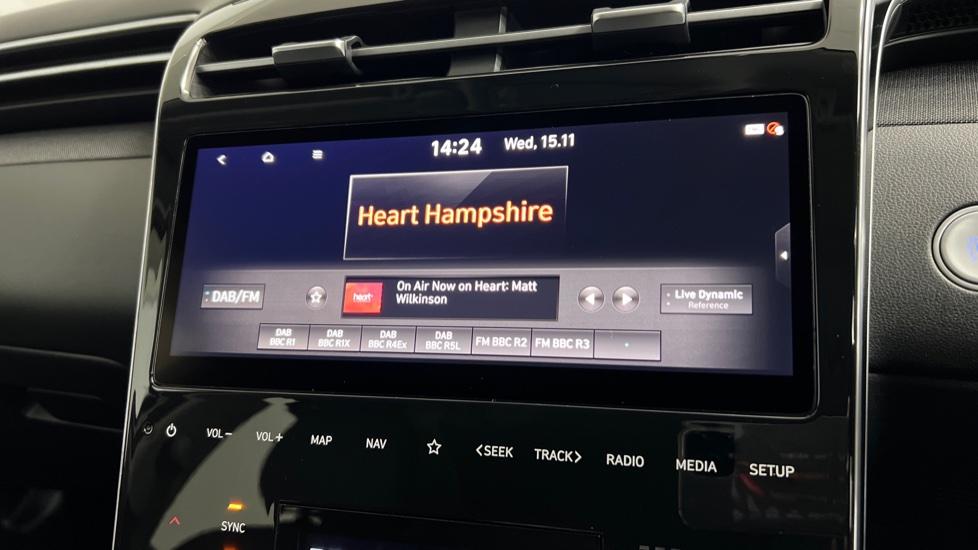 14:24 Wed, 15.11
Heart Hampshire
DAB/FM
heart
On Air Now on Heart: Matt
Wilkinson
Live Dynamic
Reference
DAB
BBC R1
DAB
BBC R1X
DAB
BBC R4Ex
DAB
BBC R5L
FM BBC R2
FM BBC R3
VOL−
VOL+
MAP
NAV
<SEEK
TRACK>
RADIO
MEDIA
SETUP
SYNC